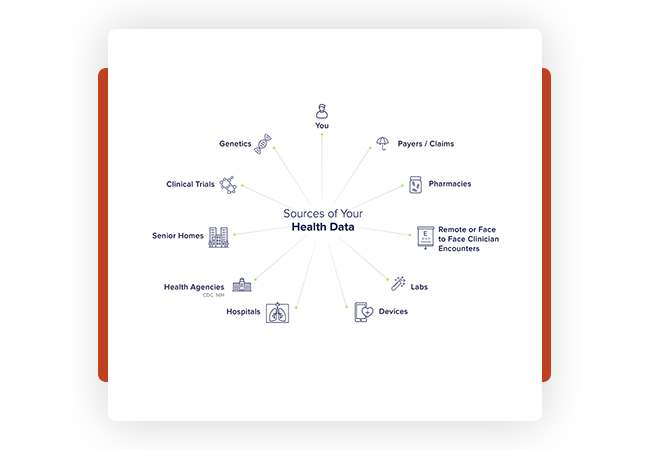 You
Genetics
Payers / Claims
Clinical Trials
Pharmacies
Sources of Your
Health Data
Senior Homes
Remote or Face
to Face Clinician
Encounters
Health Agencies
CDC NIH
Labs
Hospitals
Devices